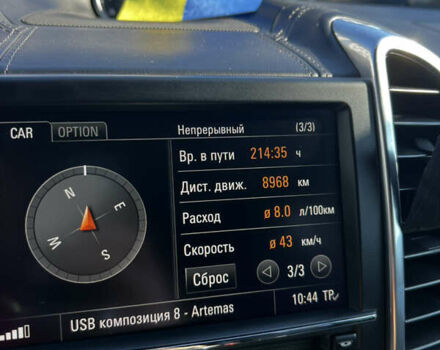 CAR OPTION Непрерывный (3/3)
Вр. в пути 214:35 ч
Дист. движ. 8968 км
Расход ø 8.0 л/100км
Скорость ø 43 км/ч
Сброс 3/3
N
E
W
S
10:44 TP
USB композиция 8 - Artemas